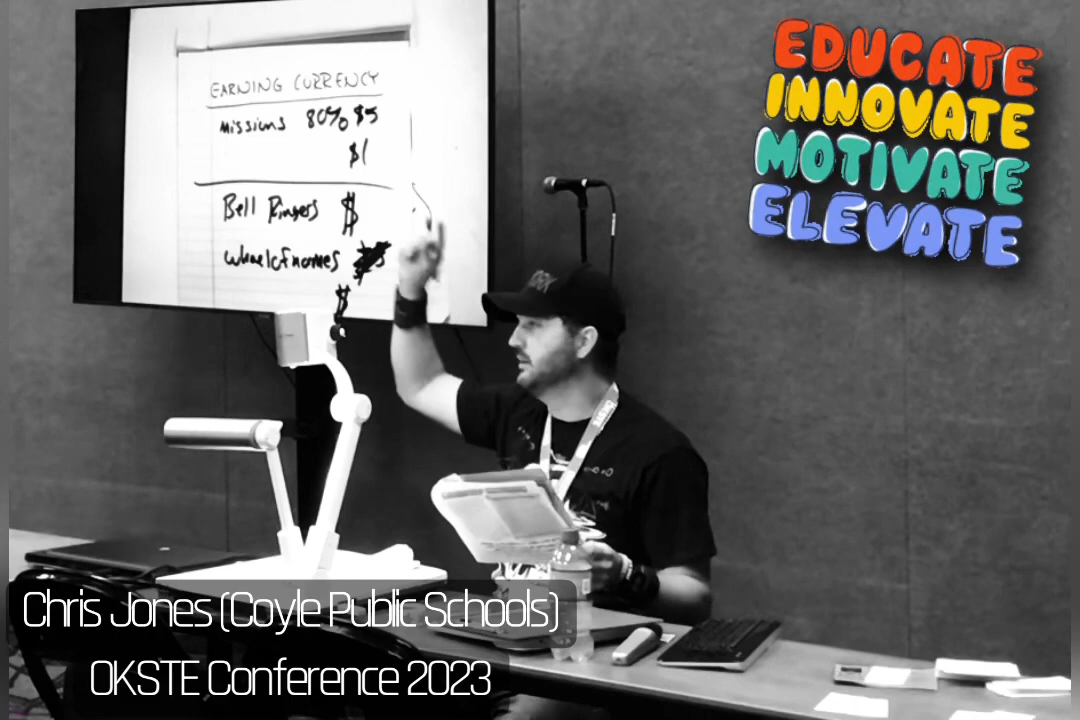 EARNING CURRENCY
Missions 80% $5
$1
Bell Ringers $
wheelofnames
$
EDUCATE
INNOVATE
MOTIVATE
ELEVATE
Chris Jones (Coyle Public Schools)
OKSTE Conference 2023